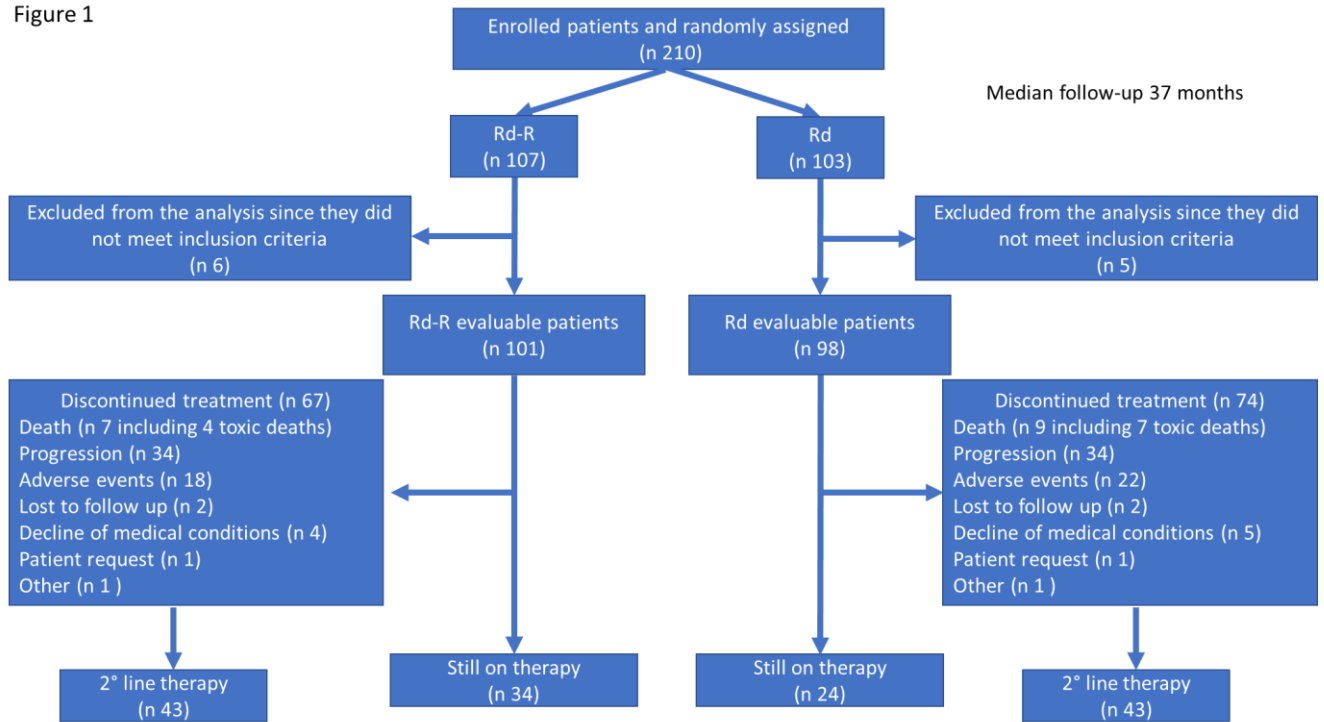 Figure 1
Enrolled patients and randomly assigned
(n 210)
Median follow-up 37 months
Rd-R
(n 107)
Rd
(n 103)
Excluded from the analysis since they did
not meet inclusion criteria
(n 6)
Excluded from the analysis since they did
not meet inclusion criteria
(n 5)
Rd-R evaluable patients
(n 101)
Rd evaluable patients
(n 98)
Discontinued treatment (n 67)
Death (n 7 including 4 toxic deaths)
Progression (n 34)
Adverse events (n 18)
Lost to follow up (n 2)
Decline of medical conditions (n 4)
Patient request (n 1)
Other (n 1 )
Discontinued treatment (n 74)
Death (n 9 including 7 toxic deaths)
Progression (n 34)
Adverse events (n 22)
Lost to follow up (n 2)
Decline of medical conditions (n 5)
Patient request (n 1)
Other (n 1 )
2° line therapy
(n 43)
Still on therapy
(n 34)
Still on therapy
(n 24)
2° line therapy
(n 43)